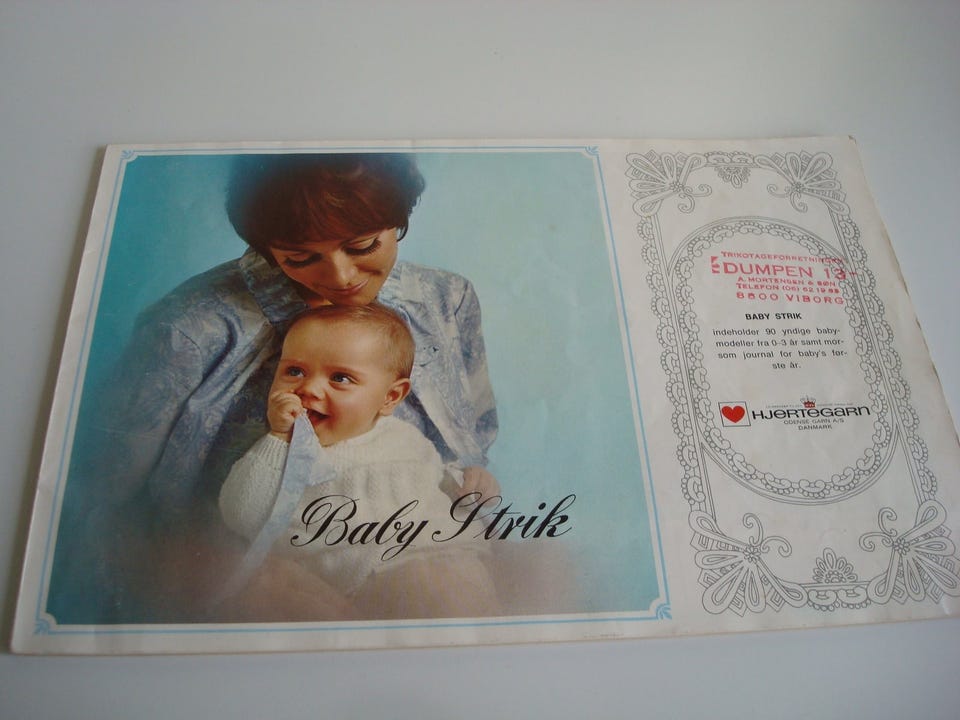 Baby Strik
TRIKOTAGEFORRETNINGEN
DUMPEN 13
A. MORTENSEN & SØN
TELEFON (06) 62 19 88
8800 VIBORG
BABY STRIK
indeholder 90 yndige baby-
modeller fra 0-3 år samt mor-
som journal for baby's før-
ste år.
HJERTEGARN
ODENSE GARN A/S
DANMARK